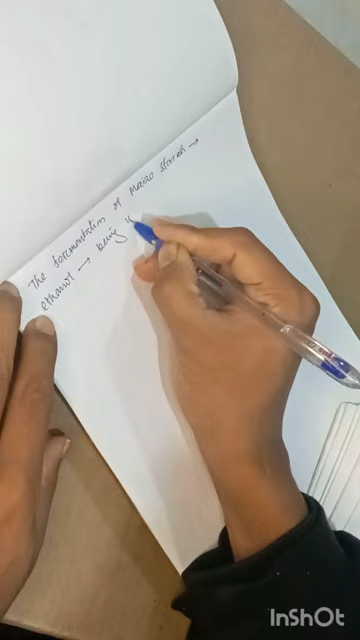 The fermentation of maize starch →
ethanol → being
InShOt